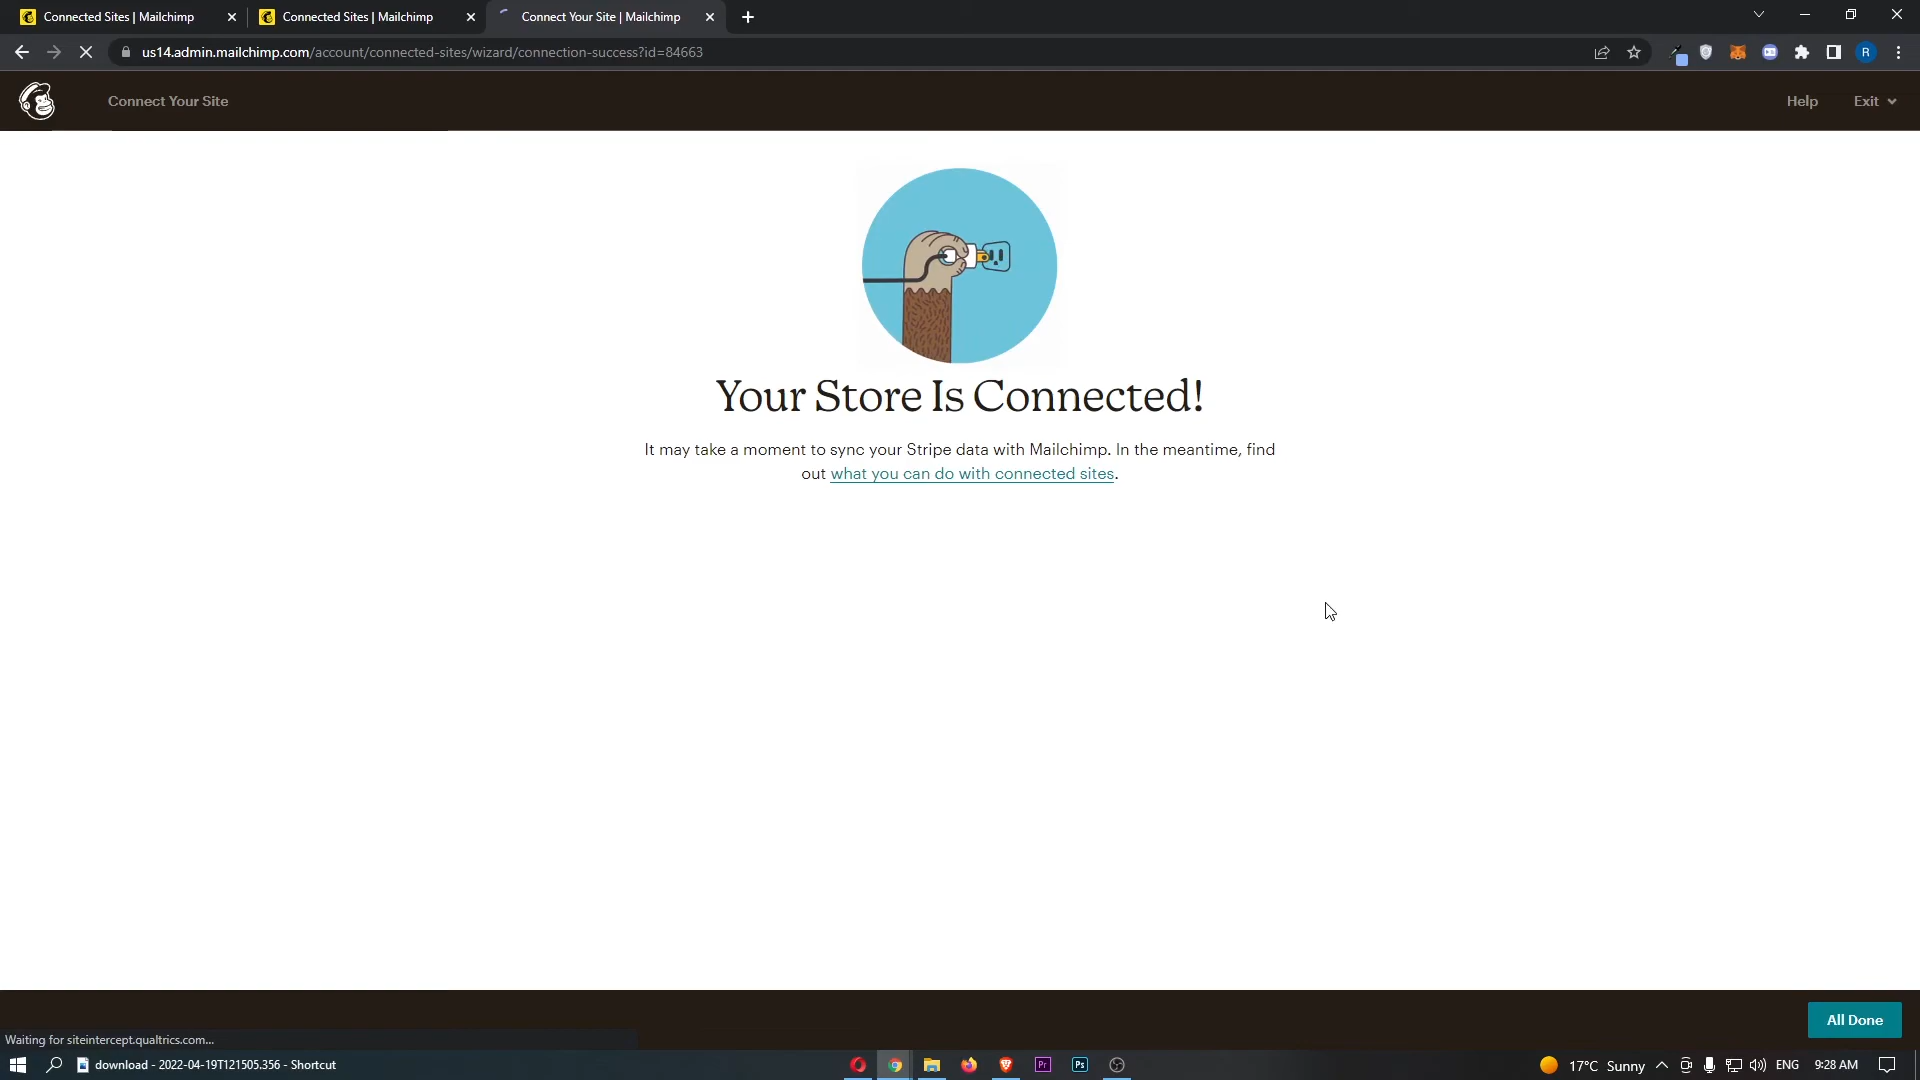 Connected Sites | Mailchimp
Connected Sites | Mailchimp
Connect Your Site | Mailchimp
us14.admin.mailchimp.com/account/connected-sites/wizard/connection-success?id=84663
R
Connect Your Site
Help
Exit
Your Store Is Connected!
It may take a moment to sync your Stripe data with Mailchimp. In the meantime, find
out what you can do with connected sites.
All Done
Waiting for siteintercept.qualtrics.com...
download - 2022-04-19T121505.356 - Shortcut
Pr
Ps
17°C Sunny
ENG
9:28 AM